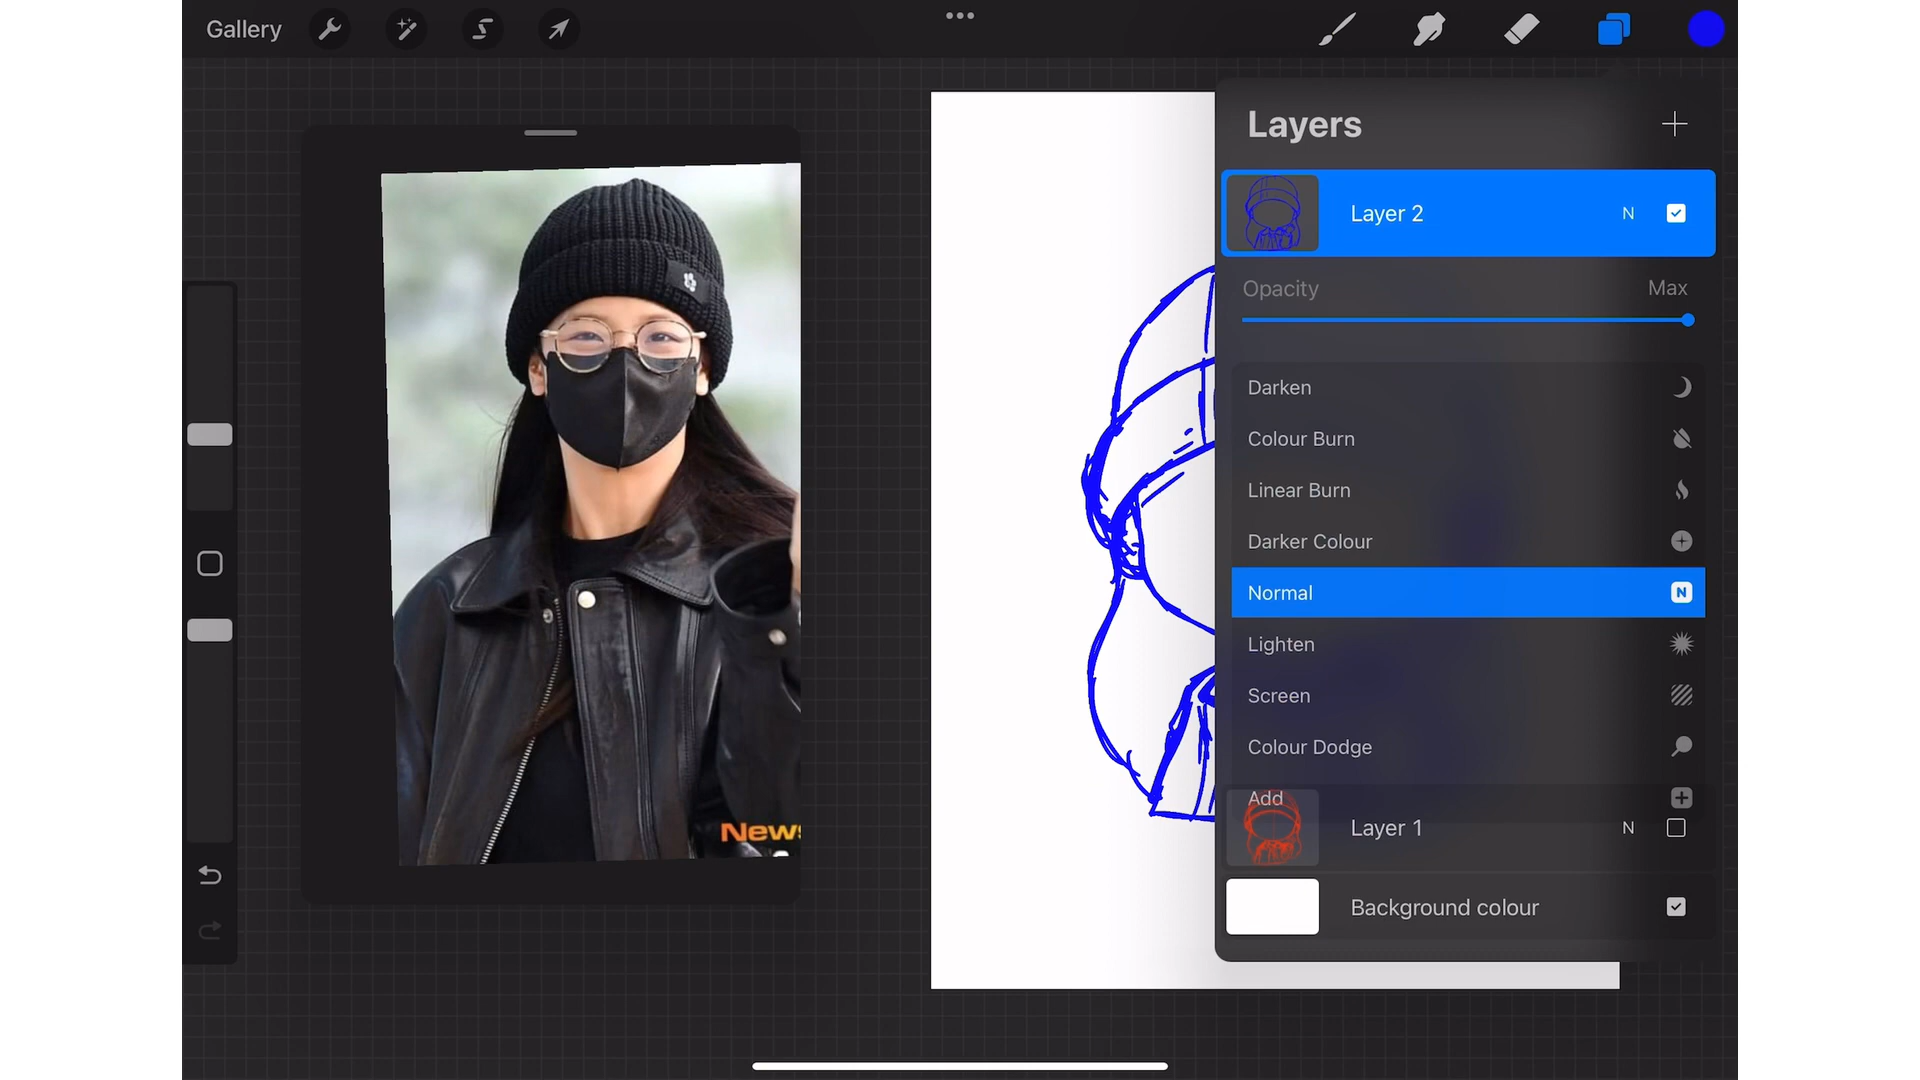 Gallery
Layers
Layer 2 N
Opacity Max
Darken
Colour Burn
Linear Burn
Darker Colour
Normal N
Lighten
Screen
Colour Dodge
Add
Layer 1 N
Background colour
News